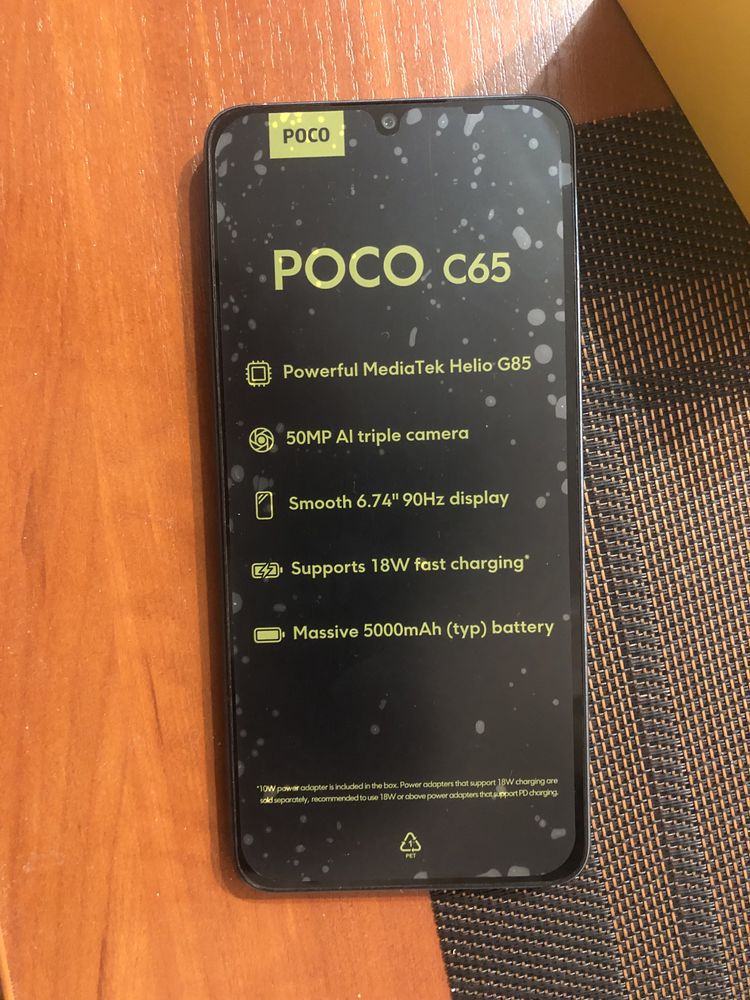 POCO
POCO C65
Powerful MediaTek Helio G85
50MP AI triple camera
Smooth 6.74" 90Hz display
Supports 18W fast charging*
Massive 5000mAh (typ) battery
*10W power adapter is included in the box. Power adapters that support 18W charging are
sold separately, recommended to use 18W or above power adapters that support PD charging.
1
PET